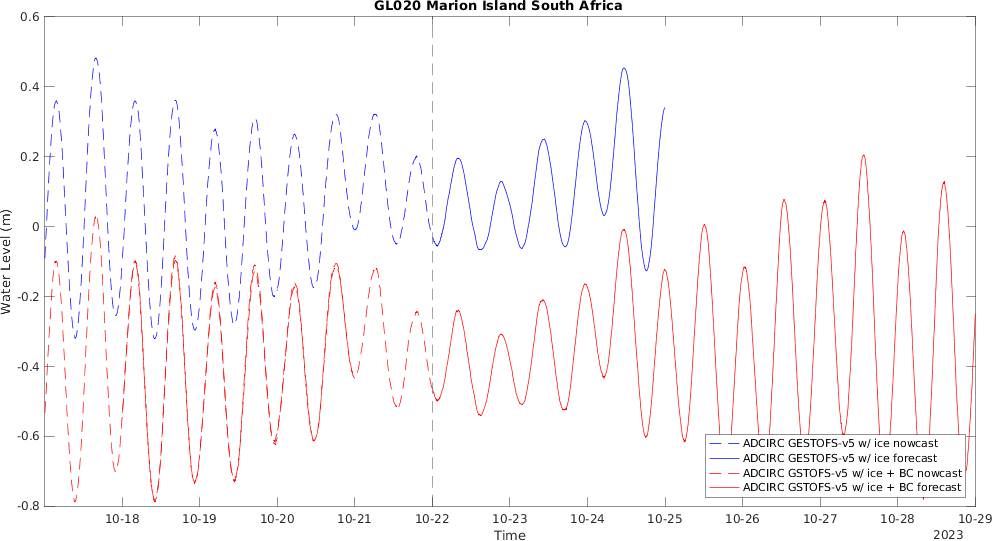 GL020 Marion Island South Africa
0.6
0.4
0.2
0
-0.2
-0.4
-0.6
-0.8
Water Level (m)
10-18 10-19 10-20 10-21 10-22 10-23 10-24 10-25 10-26 10-27 10-28 10-29
Time
2023
ADCIRC GESTOFS-v5 w/ ice nowcast
ADCIRC GESTOFS-v5 w/ ice forecast
ADCIRC GSTOFS-v5 w/ ice + BC nowcast
ADCIRC GSTOFS-v5 w/ ice + BC forecast